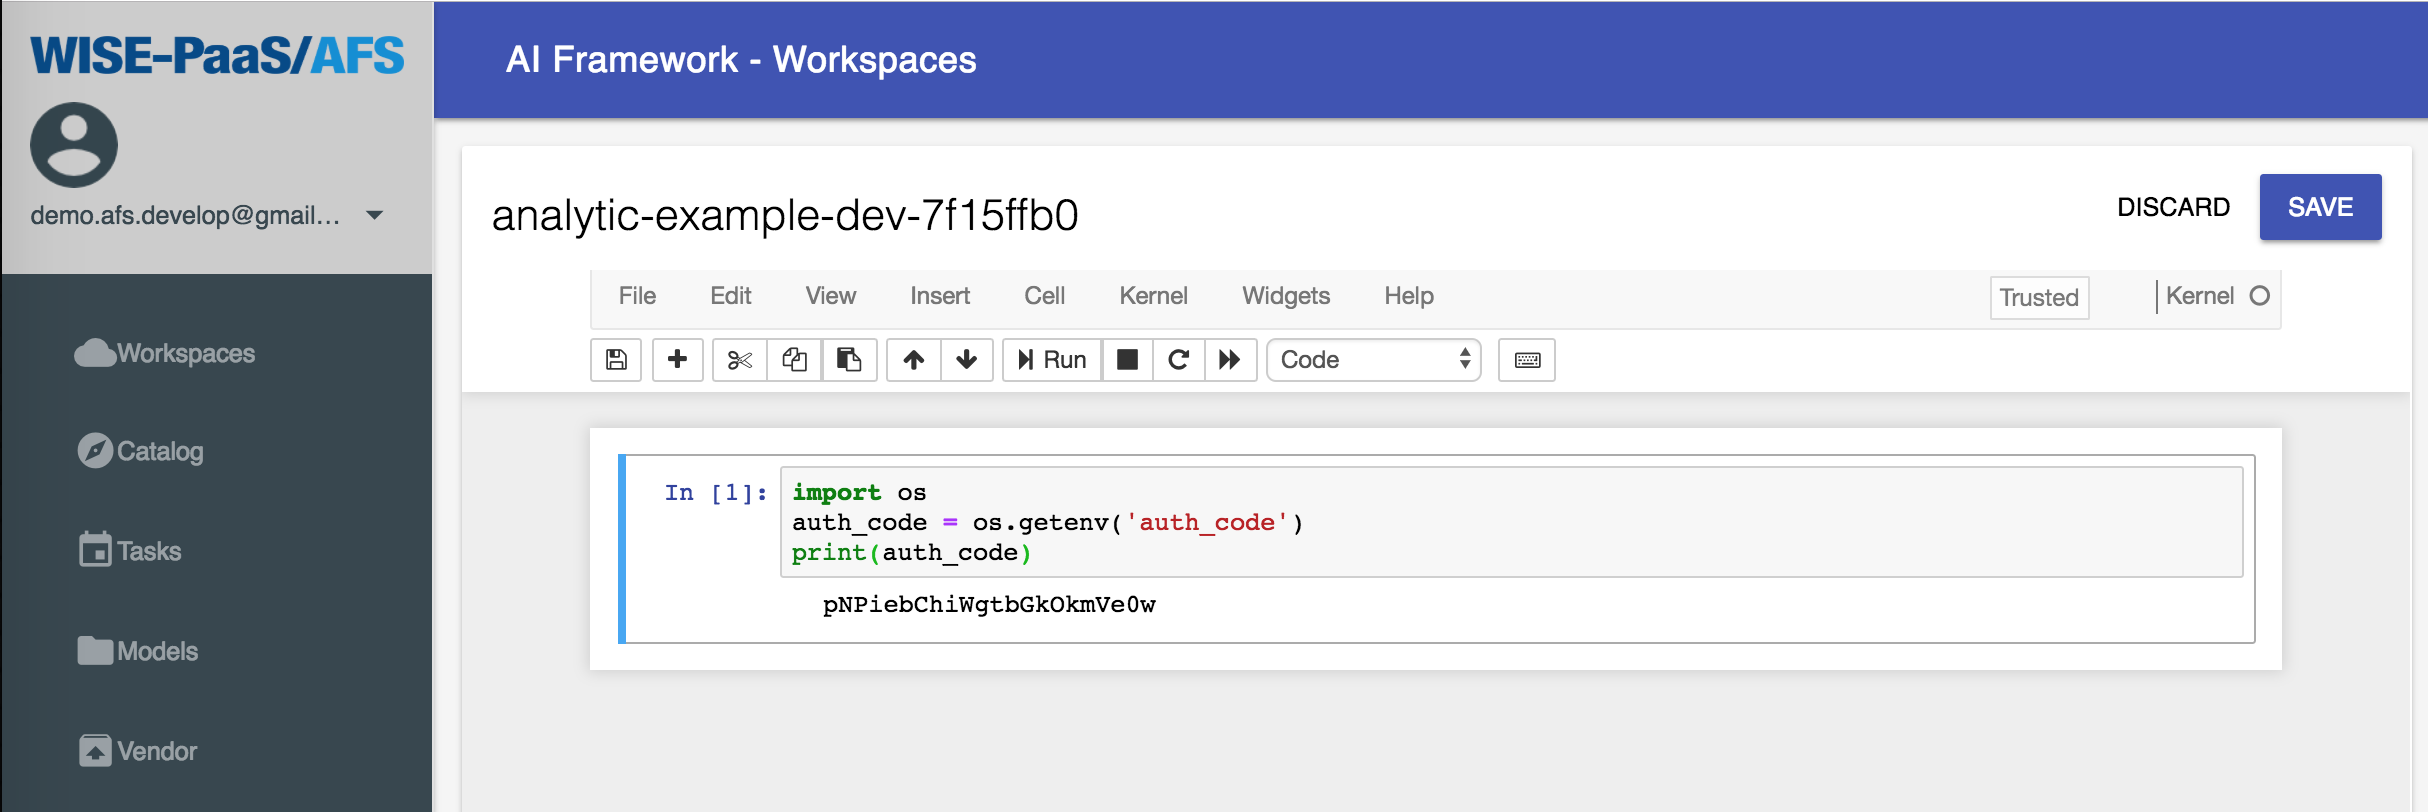 WISE-PaaS/AFS
demo.afs.develop@gmail...
Workspaces
Catalog
Tasks
Models
Vendor
AI Framework - Workspaces
analytic-example-dev-7f15ffb0
DISCARD
SAVE
File Edit View Insert Cell Kernel Widgets Help
Trusted
Kernel
Run
Code
In [1]:
import os
auth_code = os.getenv('auth_code')
print(auth_code)
pNPiebChiWgtbGkOkmVe0w